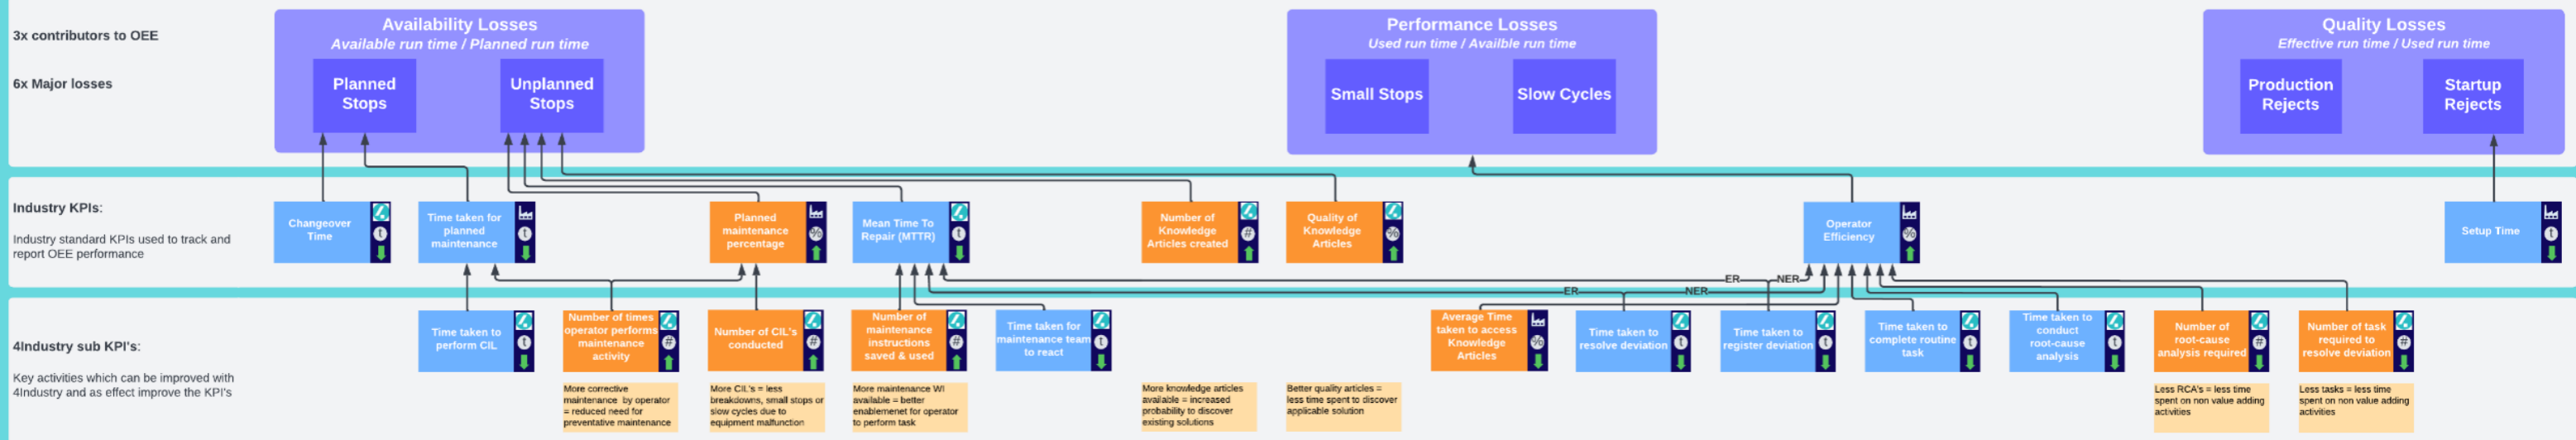 3x contributors to OEE
6x Major losses
Availability Losses
Available run time / Planned run time
Planned
Stops
Unplanned
Stops
Performance Losses
Used run time / Availble run time
Small Stops
Slow Cycles
Quality Losses
Effective run time / Used run time
Production
Rejects
Startup
Rejects
Industry KPIs:
Industry standard KPIs used to track and
report OEE performance
Changeover
Time
t
Time taken for
planned
maintenance
t
Planned
maintenance
percentage
%
Mean Time To
Repair (MTTR)
t
Number of
Knowledge
Articles created
#
Quality of
Knowledge
Articles
%
Operator
Efficiency
%
Setup Time
t
ER
NER
ER
NER
4Industry sub KPI's:
Key activities which can be improved with
4Industry and as effect improve the KPI's
Time taken to
perform CIL
t
Number of times
operator performs
maintenance
activity
#
Number of CIL's
conducted
#
Number of
maintenance
instructions
saved & used
#
Time taken for
maintenance team
to react
t
Average Time
taken to access
Knowledge
Articles
%
Time taken to
resolve deviation
t
Time taken to
register deviation
t
Time taken to
complete routine
task
t
Time taken to
conduct
root-cause
analysis
t
Number of
root-cause
analysis required
#
Number of task
required to
resolve deviation
#
More corrective
maintenance by operator
= reduced need for
preventative maintenance
More CIL's = less
breakdowns, small stops or
slow cycles due to
equipment malfunction
More maintenance WI
available = better
enablemenet for operator
to perform task
More knowledge articles
available = increased
probability to discover
existing solutions
Better quality articles =
less time spent to discover
applicable solution
Less RCA's = less time
spent on non value adding
activities
Less tasks = less time
spent on non value adding
activities